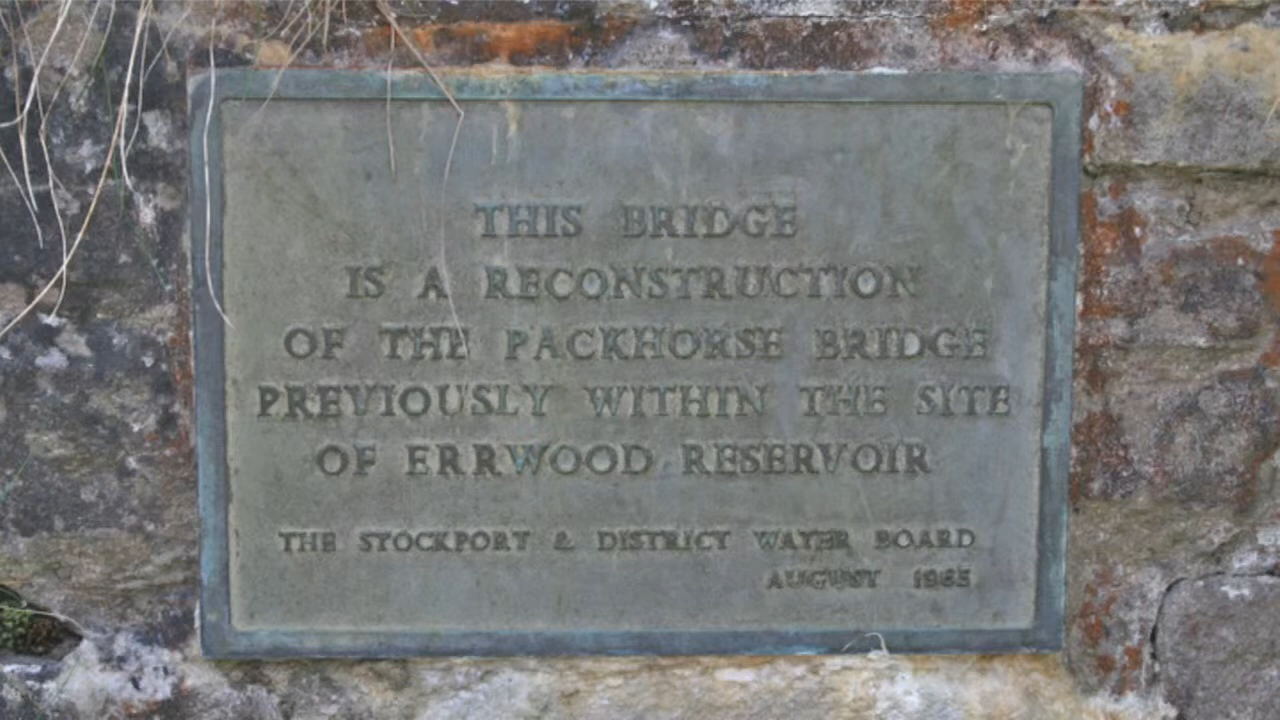 THIS BRIDGE
IS A RECONSTRUCTION
OF THE PACKHORSE BRIDGE
PREVIOUSLY WITHIN THE SITE
OF ERRWOOD RESERVOIR
THE STOCKPORT & DISTRICT WATER BOARD
AUGUST 1965